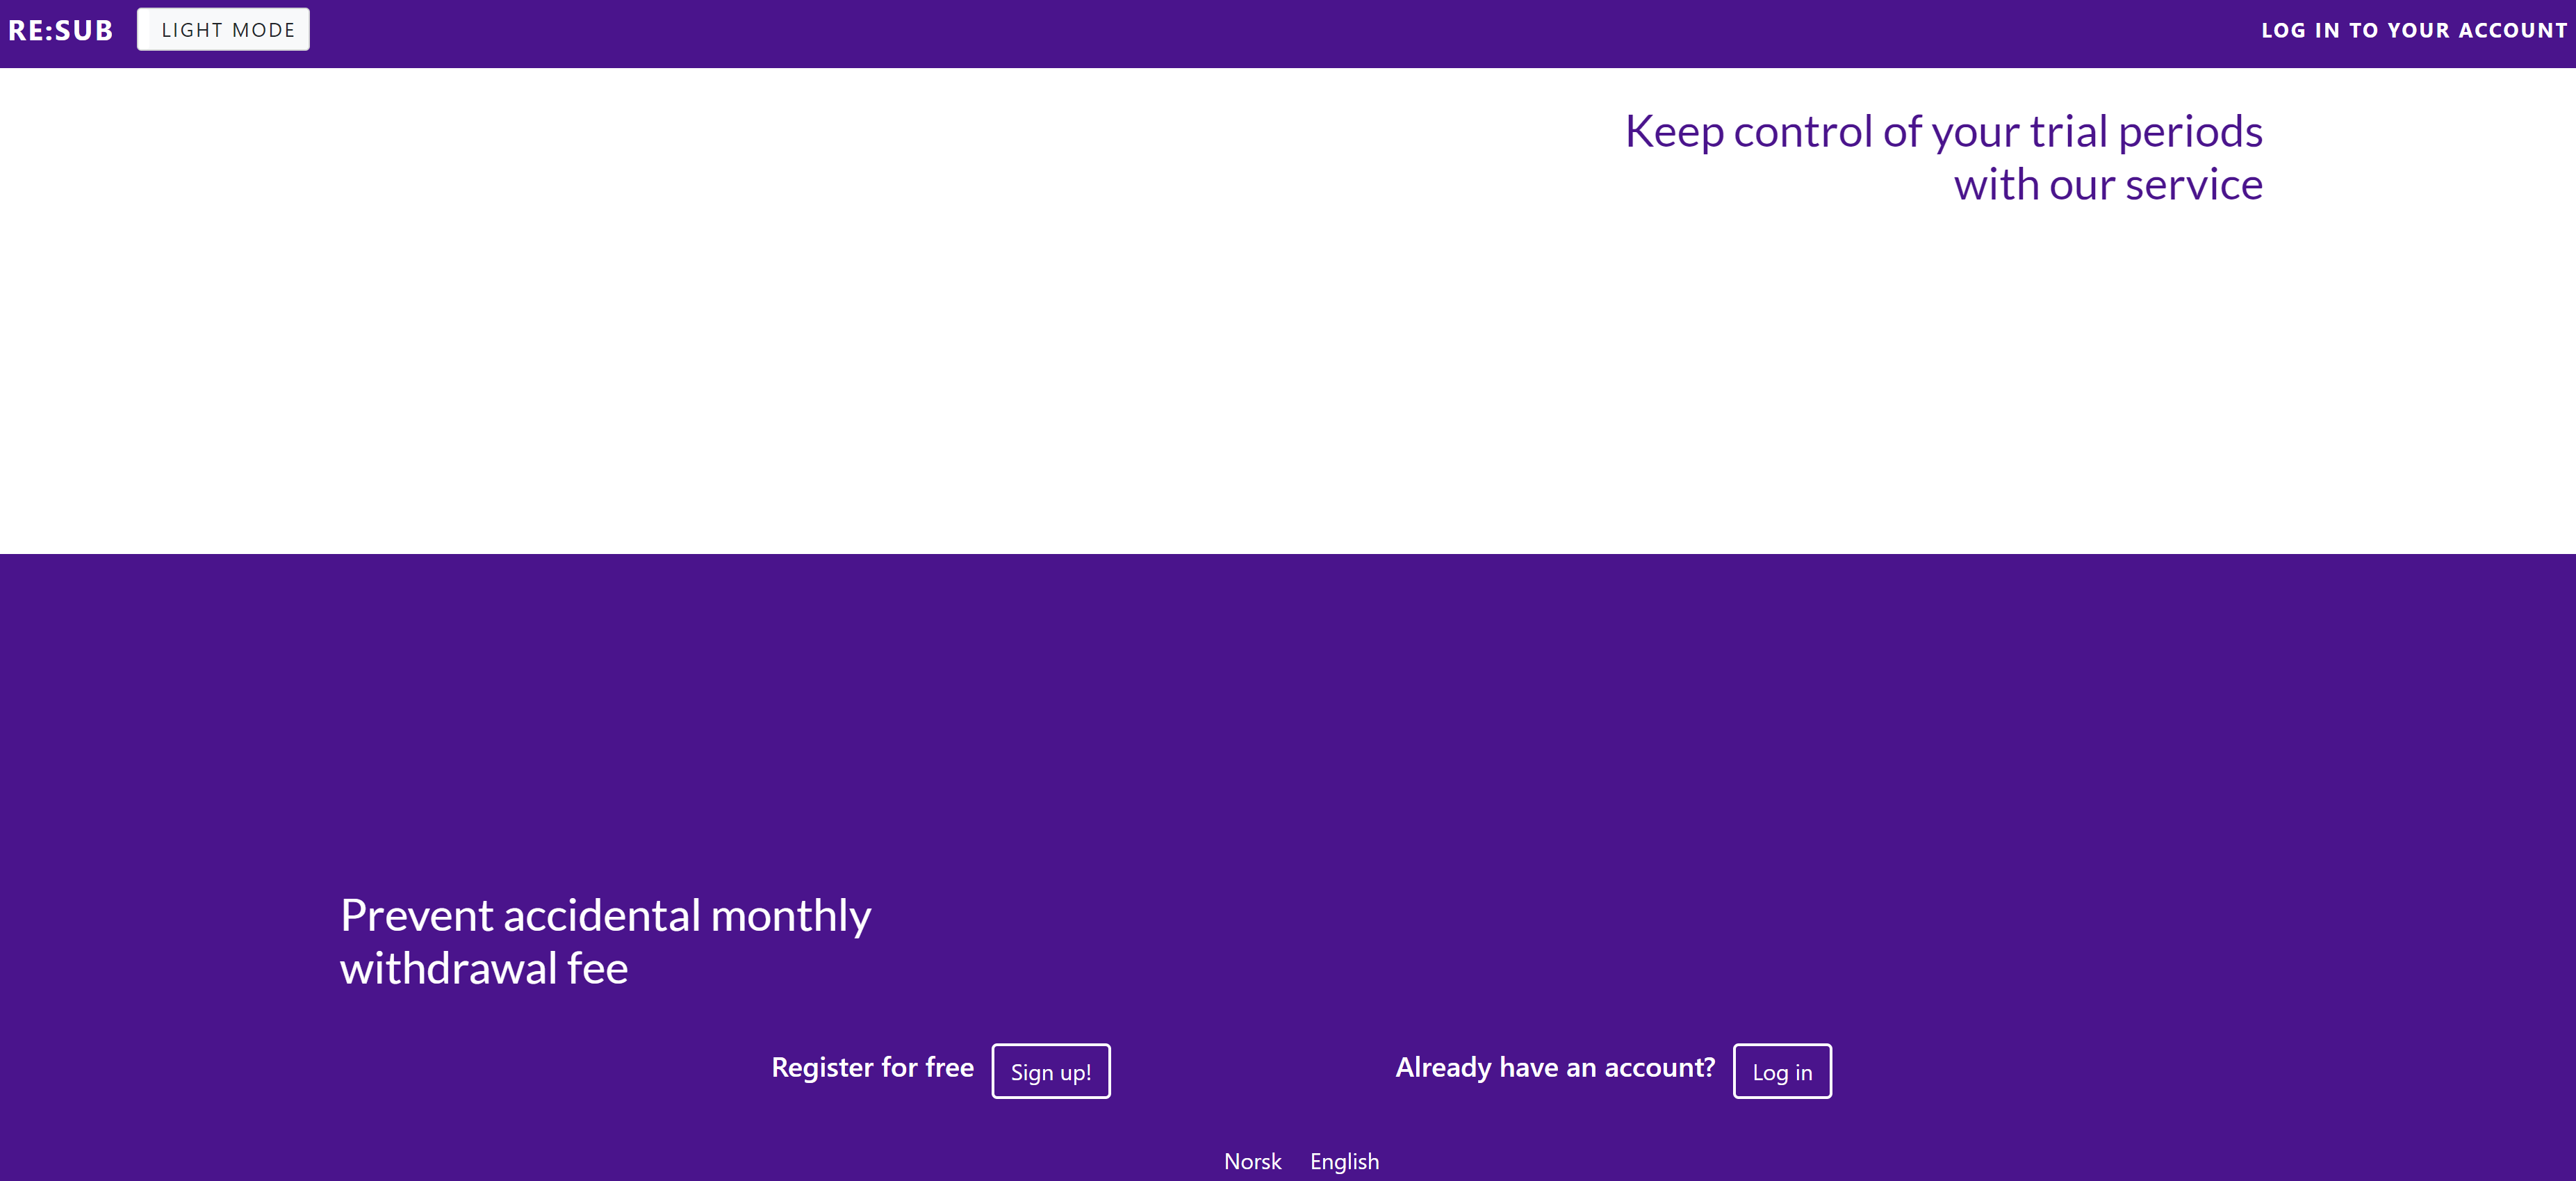 RE:SUB
LIGHT MODE
LOG IN TO YOUR ACCOUNT
Keep control of your trial periods
with our service
Prevent accidental monthly
withdrawal fee
Register for free
Sign up!
Already have an account?
Log in
Norsk
English